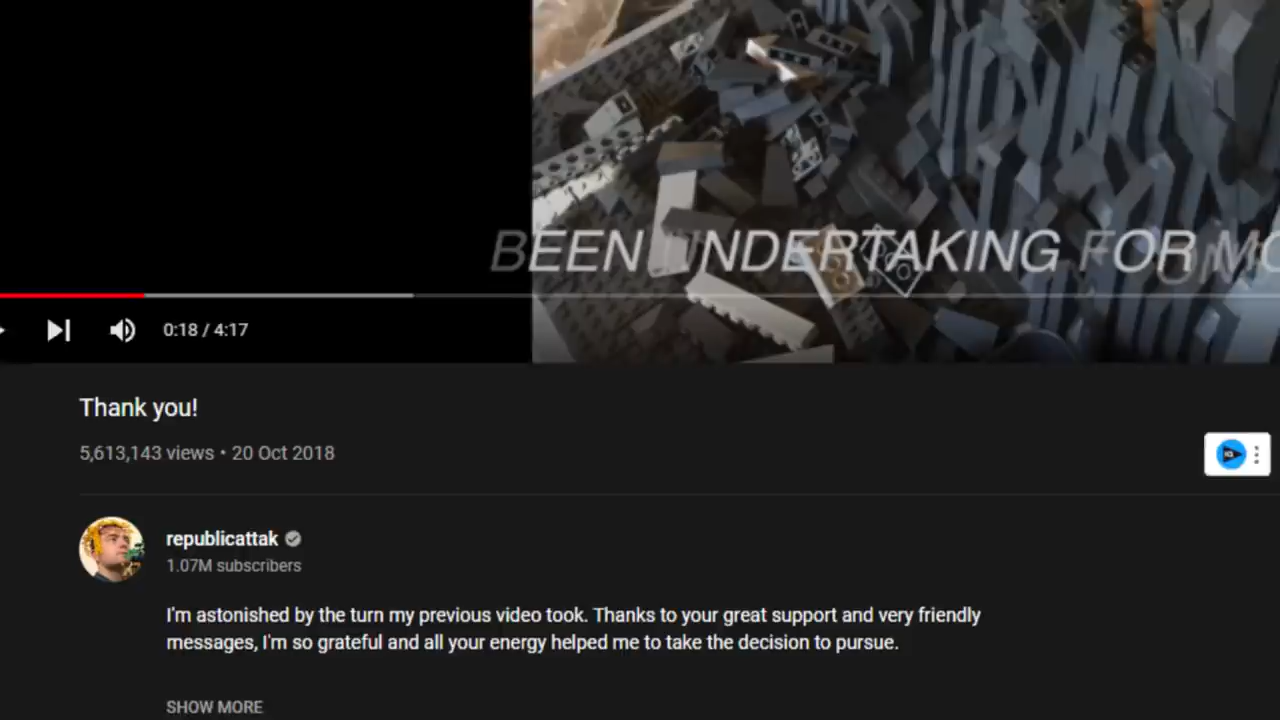 BEEN UNDERTAKING FOR MO
0:18 / 4:17
Thank you!
5,613,143 views • 20 Oct 2018
republicattak
1.07M subscribers
I'm astonished by the turn my previous video took. Thanks to your great support and very friendly
messages, I'm so grateful and all your energy helped me to take the decision to pursue.
SHOW MORE